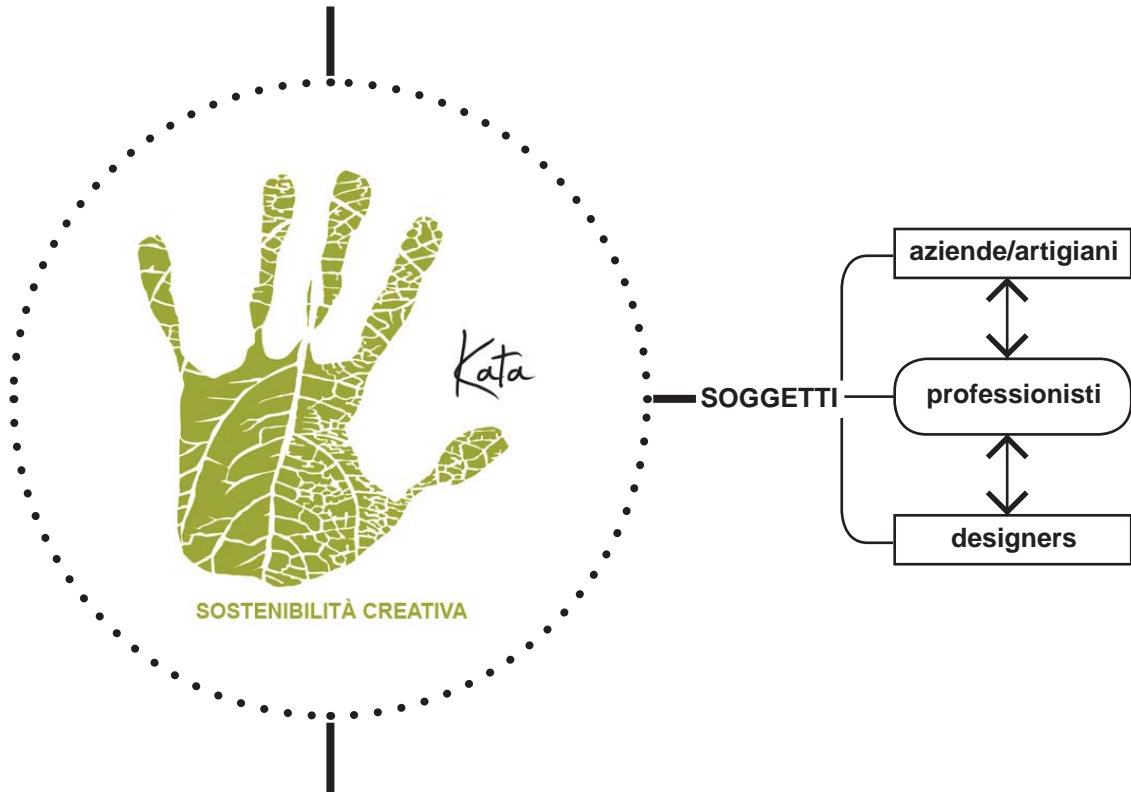 aziende/artigiani
Kata
SOGGETTI
professionisti
designers
SOSTENIBILITÀ CREATIVA